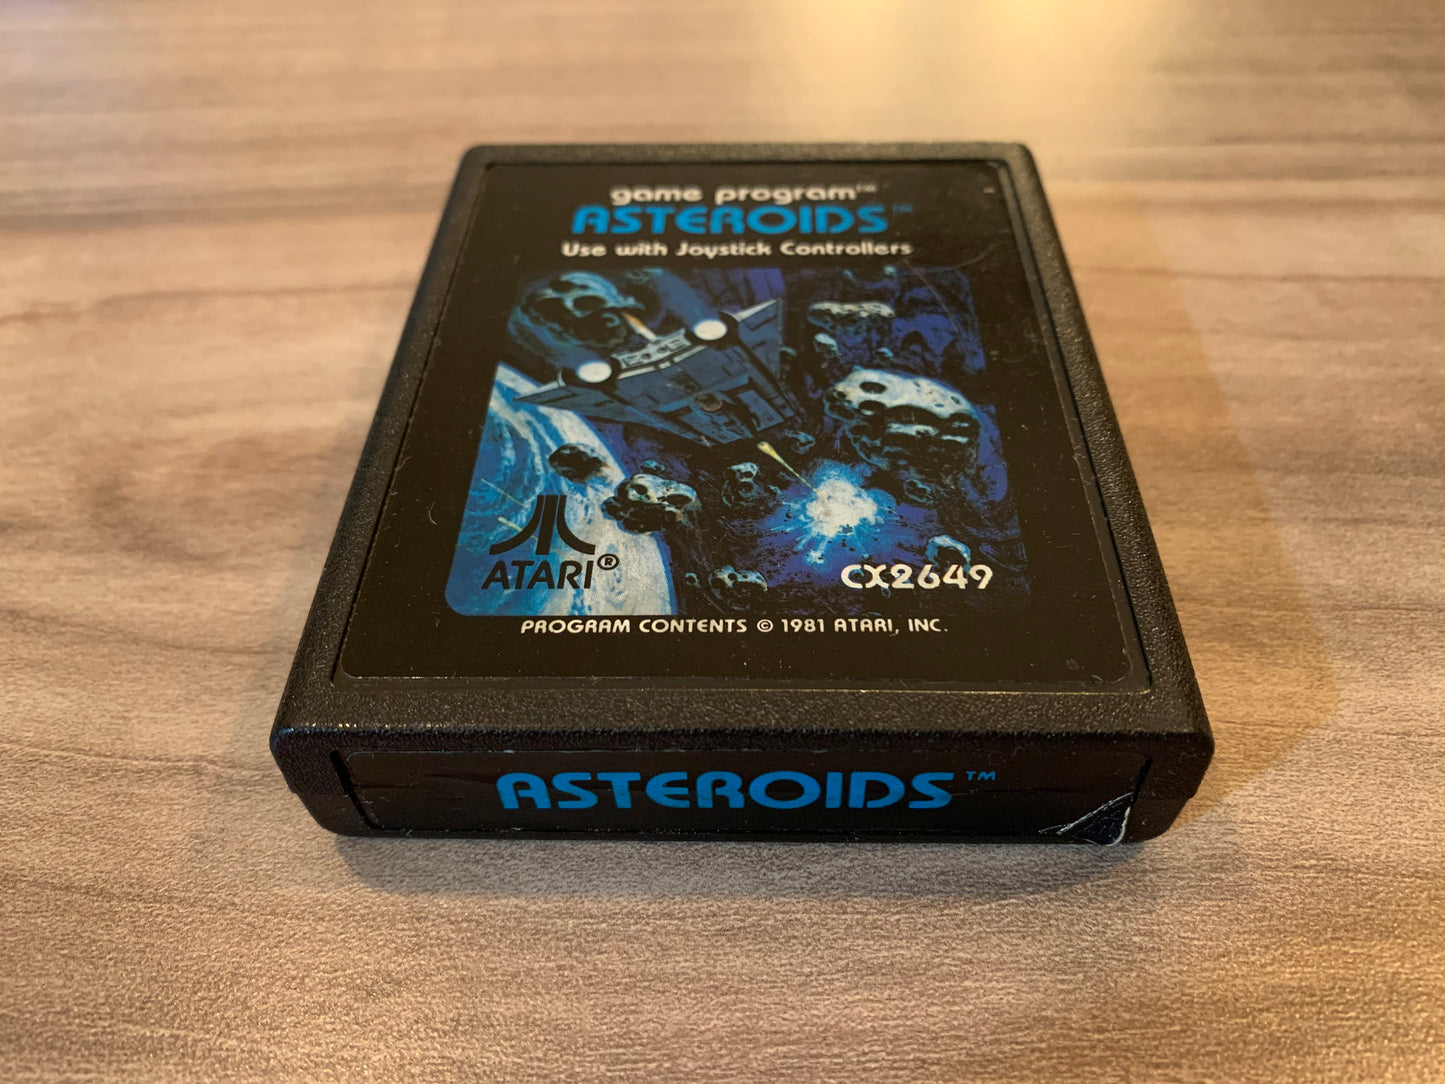 game program™
ASTEROIDS™
Use with Joystick Controllers
ATARI®
CX2649
PROGRAM CONTENTS © 1981 ATARI, INC.
ASTEROIDS™